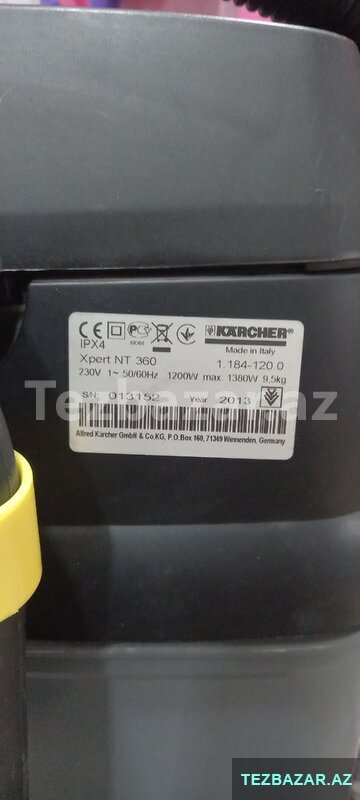 KÄRCHER
IPX4
Made in Italy
Xpert NT 360 1.184-120.0
230V 1~ 50/60Hz 1200W max 1380W 9,5kg
SN: 013152 Year 2013
Alfred Kärcher GmbH & Co.KG, P.O.Box 160, 71349 Winnenden, Germany
Tezbazar.az
TEZBAZAR.AZ